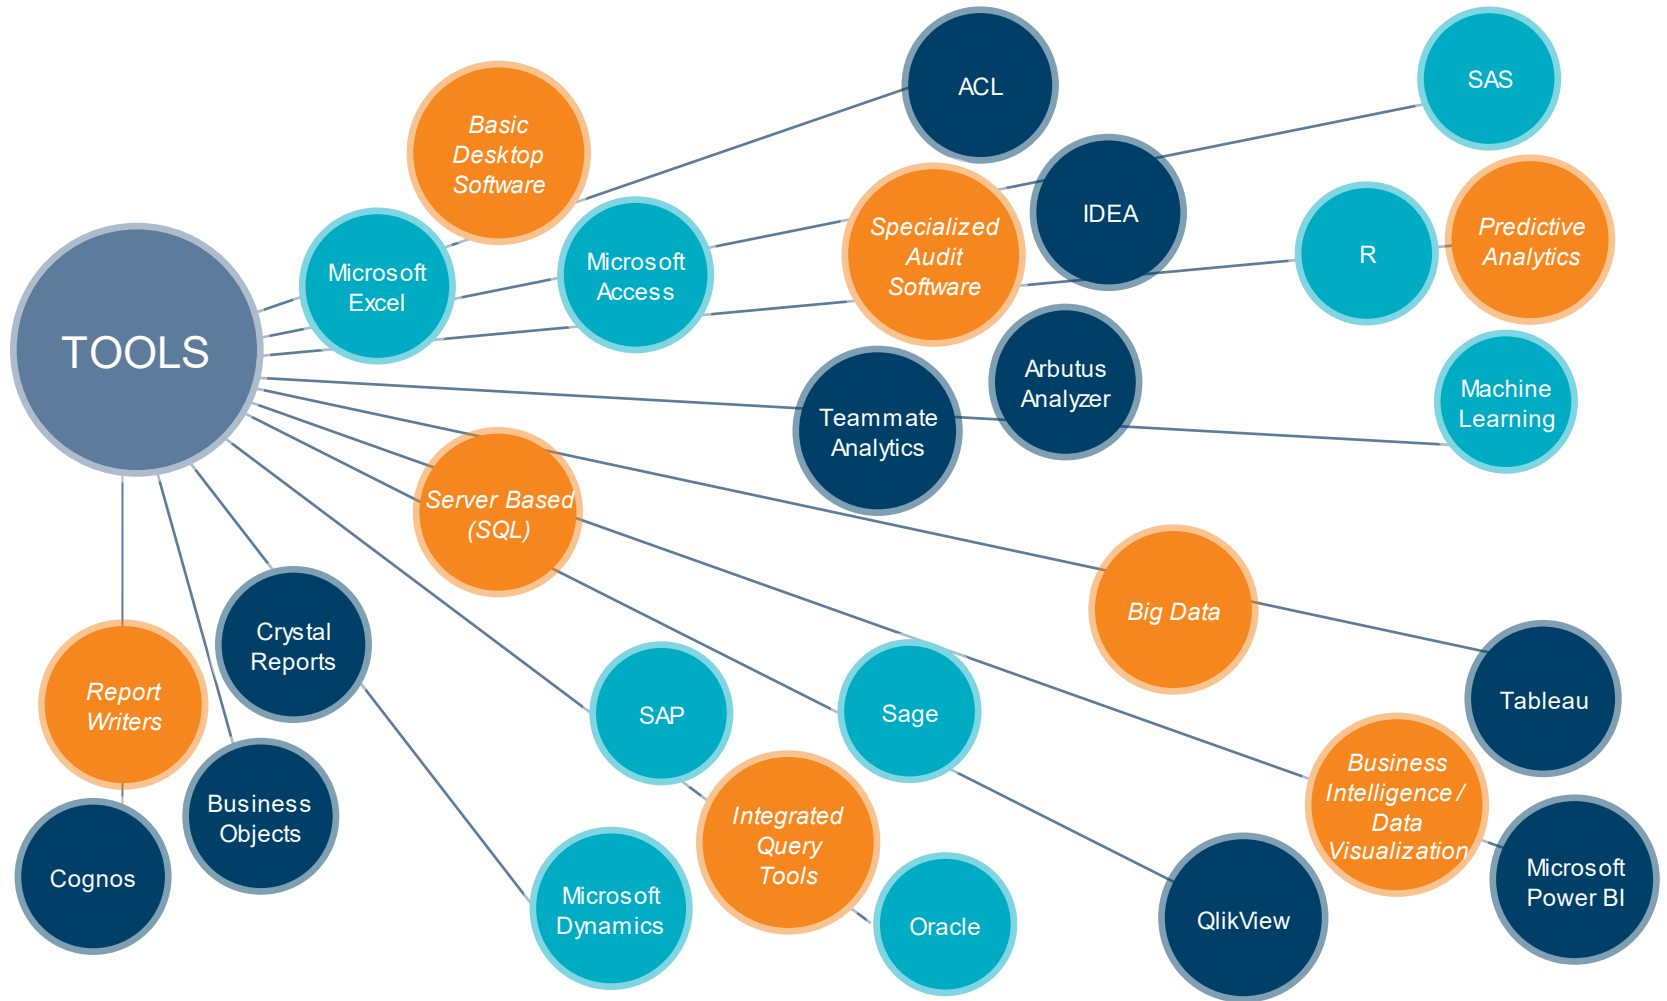 TOOLS
Basic
Desktop
Software
Microsoft
Excel
Microsoft
Access
ACL
Specialized
Audit
Software
IDEA
Teammate
Analytics
Arbutus
Analyzer
SAS
R
Predictive
Analytics
Machine
Learning
Server Based
(SQL)
Big Data
Report
Writers
Crystal
Reports
Business
Objects
Cognos
SAP
Sage
Integrated
Query
Tools
Microsoft
Dynamics
Oracle
Tableau
Business
Intelligence /
Data
Visualization
Microsoft
Power BI
QlikView